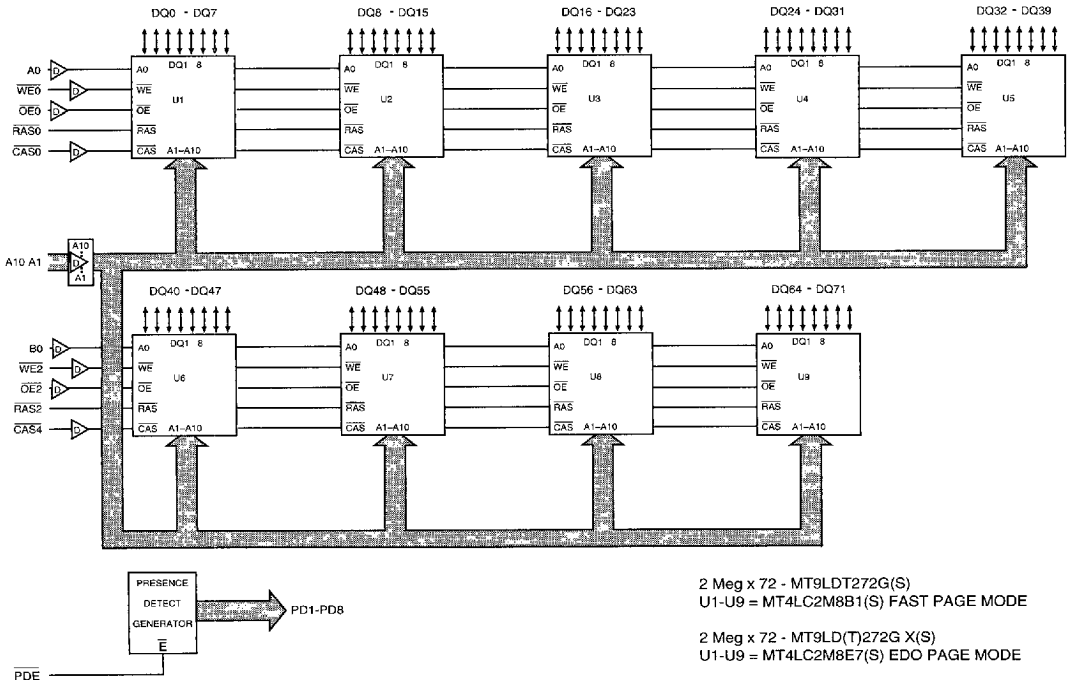 DQ0 - DQ7 DQ8 - DQ15 DQ16 - DQ23 DQ24 - DQ31 DQ32 - DQ39
A0 D A0 DQ1 8 A0 DQ1 8 A0 DQ1 8 A0 DQ1 8 A0 DQ1 8
WE0 D WE WE WE WE WE
U1 U2 U3 U4 U5
OE0 D OE OE OE OE OE
RAS0 RAS RAS RAS RAS RAS
CAS0 D CAS A1-A10 CAS A1-A10 CAS A1-A10 CAS A1-A10 CAS A1-A10
A10
A10 A1 D
A1
DQ40 - DQ47 DQ48 - DQ55 DQ56 - DQ63 DQ64 - DQ71
B0 D A0 DQ1 8 A0 DQ1 8 A0 DQ1 8 A0 DQ1 8
WE2 D WE WE WE WE
U6 U7 U8 U9
OE2 D OE OE OE OE
RAS2 RAS RAS RAS RAS
CAS4 D CAS A1-A10 CAS A1-A10 CAS A1-A10 CAS A1-A10
PRESENCE
DETECT
GENERATOR
E
PD1-PD8
PDE
2 Meg x 72 - MT9LDT272G(S)
U1-U9 = MT4LC2M8B1(S) FAST PAGE MODE
2 Meg x 72 - MT9LD(T)272G X(S)
U1-U9 = MT4LC2M8E7(S) EDO PAGE MODE